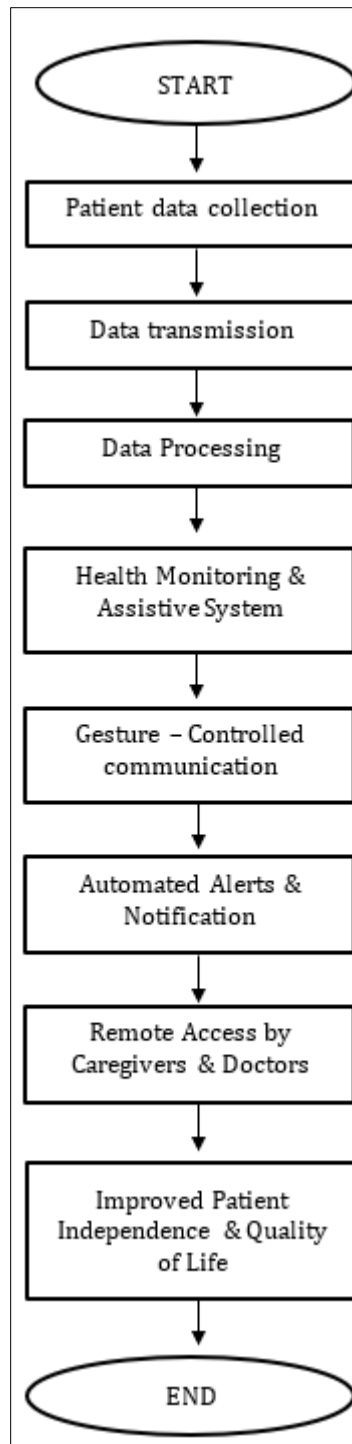 START
Patient data collection
Data transmission
Data Processing
Health Monitoring &
Assistive System
Gesture – Controlled
communication
Automated Alerts &
Notification
Remote Access by
Caregivers & Doctors
Improved Patient
Independence & Quality
of Life
END